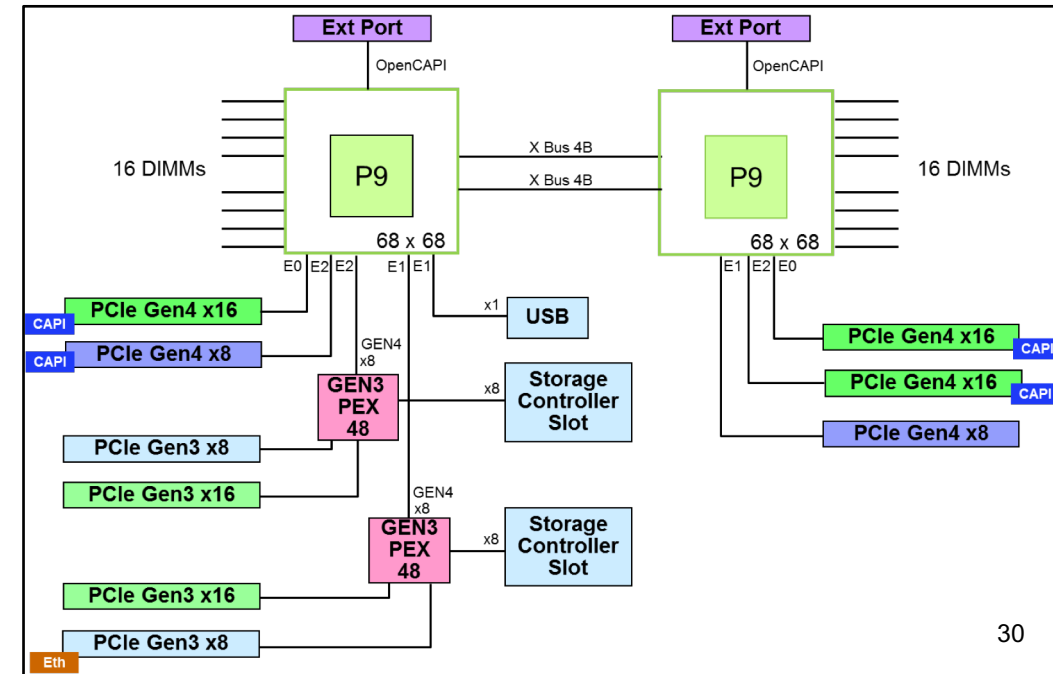 Ext Port
Ext Port
OpenCAPI
OpenCAPI
16 DIMMs
P9
X Bus 4B
X Bus 4B
P9
16 DIMMs
68 x 68
68 x 68
E0
E2
E2
E1
E1
E1
E2
E0
PCIe Gen4 x16
CAPI
x1
USB
PCIe Gen4 x16
CAPI
PCIe Gen4 x8
CAPI
GEN4
x8
PCIe Gen4 x16
CAPI
GEN3
PEX
48
x8
Storage
Controller
Slot
PCIe Gen4 x8
PCIe Gen3 x8
PCIe Gen3 x16
GEN4
x8
GEN3
PEX
48
x8
Storage
Controller
Slot
PCIe Gen3 x16
PCIe Gen3 x8
Eth
30